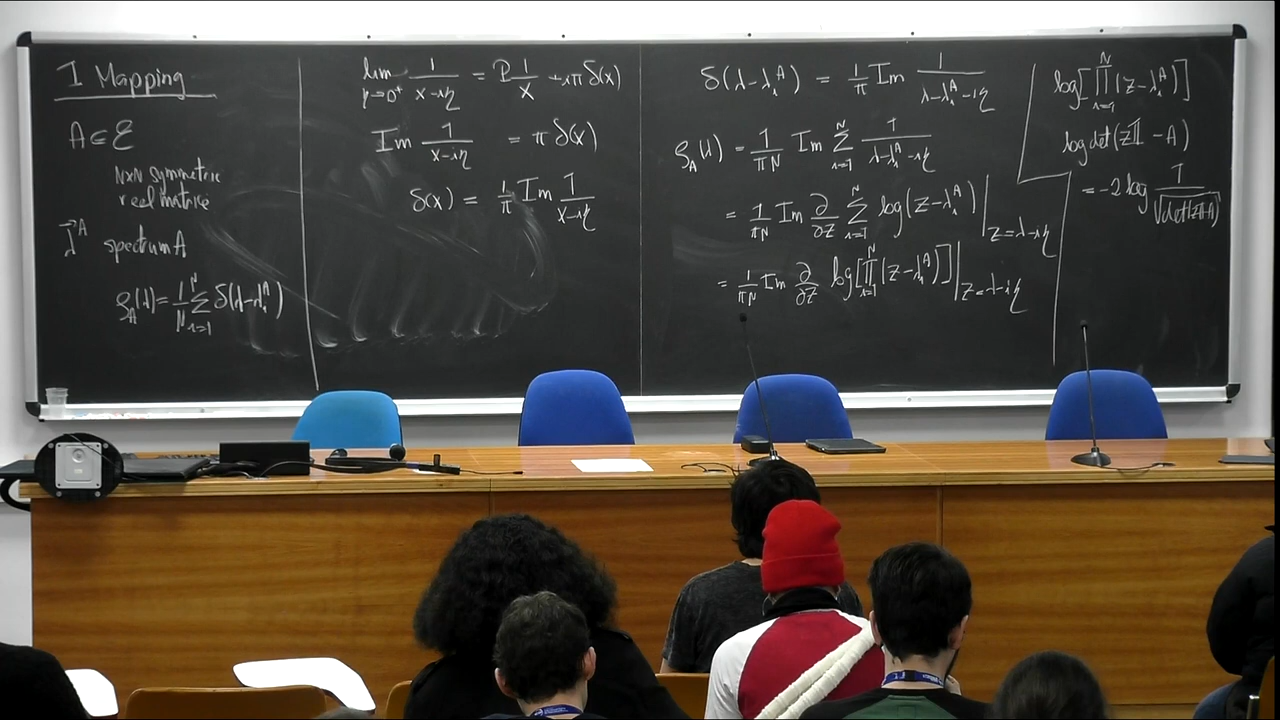 1 Mapping
A ∈ ℰ
N×N symmetric
real matrix
λ⃗^A spectrum A
ρ_A(λ) = 1/N Σ_{i=1}^N δ(λ-λ_i^A)
lim_{η→0^+} 1/(x-iη) = P 1/x + iπ δ(x)
Im 1/(x-iη) = π δ(x)
δ(x) = 1/π Im 1/(x-iη)
δ(λ-λ_i^A) = 1/π Im 1/(λ-λ_i^A-iη)
ρ_A(λ) = 1/(πN) Im Σ_{i=1}^N 1/(λ-λ_i^A-iη)
= 1/(πN) Im ∂/∂z Σ_{i=1}^N log(z-λ_i^A) |_{z=λ-iη}
= 1/(πN) Im ∂/∂z log[∏_{i=1}^N (z-λ_i^A)] |_{z=λ-iη}
log[∏_{i=1}^N (z-λ_i^A)]
log det(z𝟙 - A)
= -2 log 1/√(det(z𝟙-A))